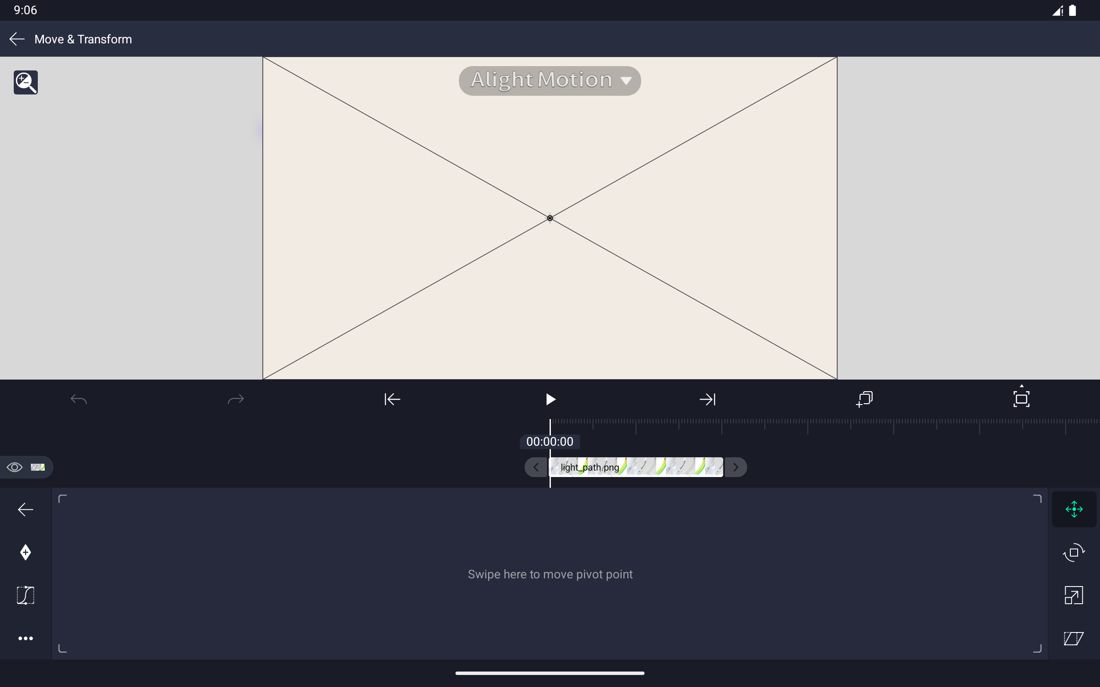 9:06
Move & Transform
Alight Motion
00:00:00
light_path.png
Swipe here to move pivot point